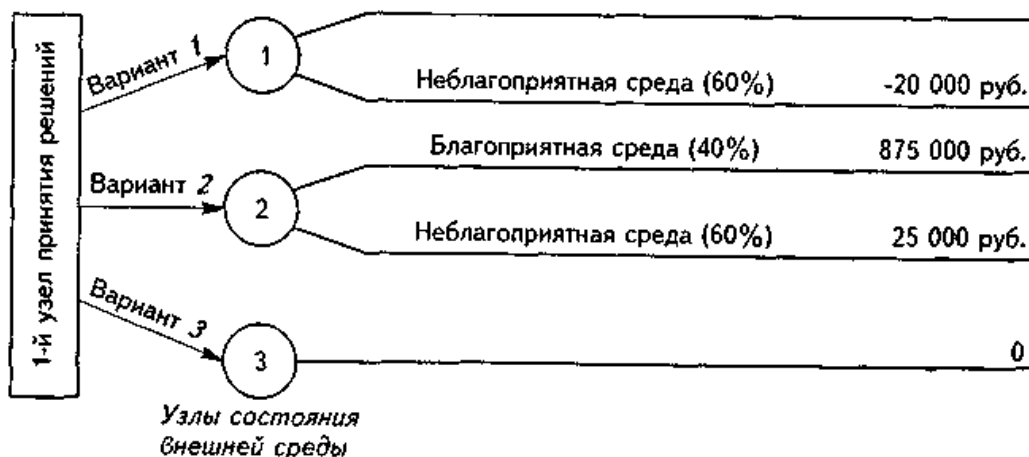 1-й узел принятия решений
Вариант 1
1
Неблагоприятная среда (60%) -20 000 руб.
Благоприятная среда (40%) 875 000 руб.
Вариант 2
2
Неблагоприятная среда (60%) 25 000 руб.
Вариант 3
3
0
Узлы состояния
внешней среды